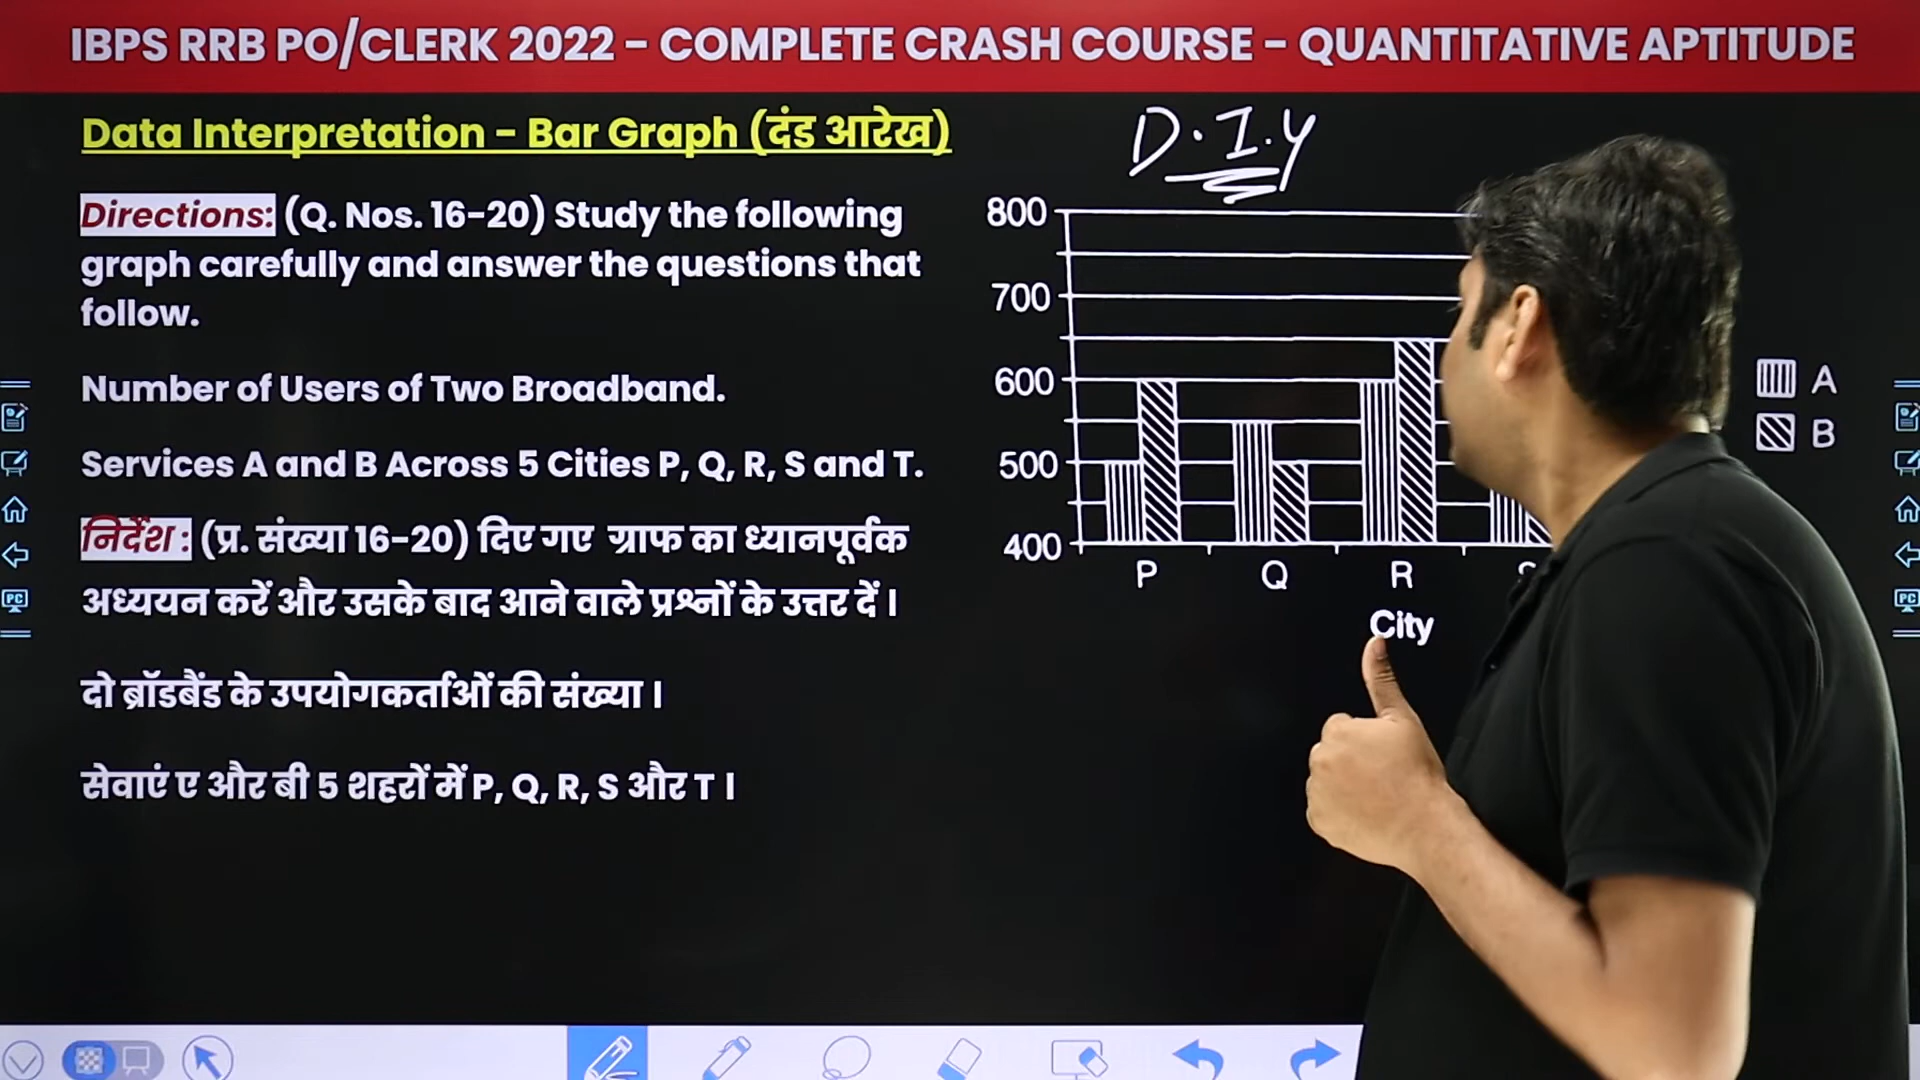 IBPS RRB PO/CLERK 2022 - COMPLETE CRASH COURSE - QUANTITATIVE APTITUDE
Data Interpretation - Bar Graph (दंड आरेख)
D.I.Y
Directions: (Q. Nos. 16-20) Study the following
graph carefully and answer the questions that
follow.
Number of Users of Two Broadband.
Services A and B Across 5 Cities P, Q, R, S and T.
निर्देश : (प्र. संख्या 16-20) दिए गए ग्राफ का ध्यानपूर्वक
अध्ययन करें और उसके बाद आने वाले प्रश्नों के उत्तर दें ।
दो ब्रॉडबैंड के उपयोगकर्ताओं की संख्या ।
सेवाएं ए और बी 5 शहरों में P, Q, R, S और T ।
800
700
600
500
400
P Q R
City
A
B
PC
PC